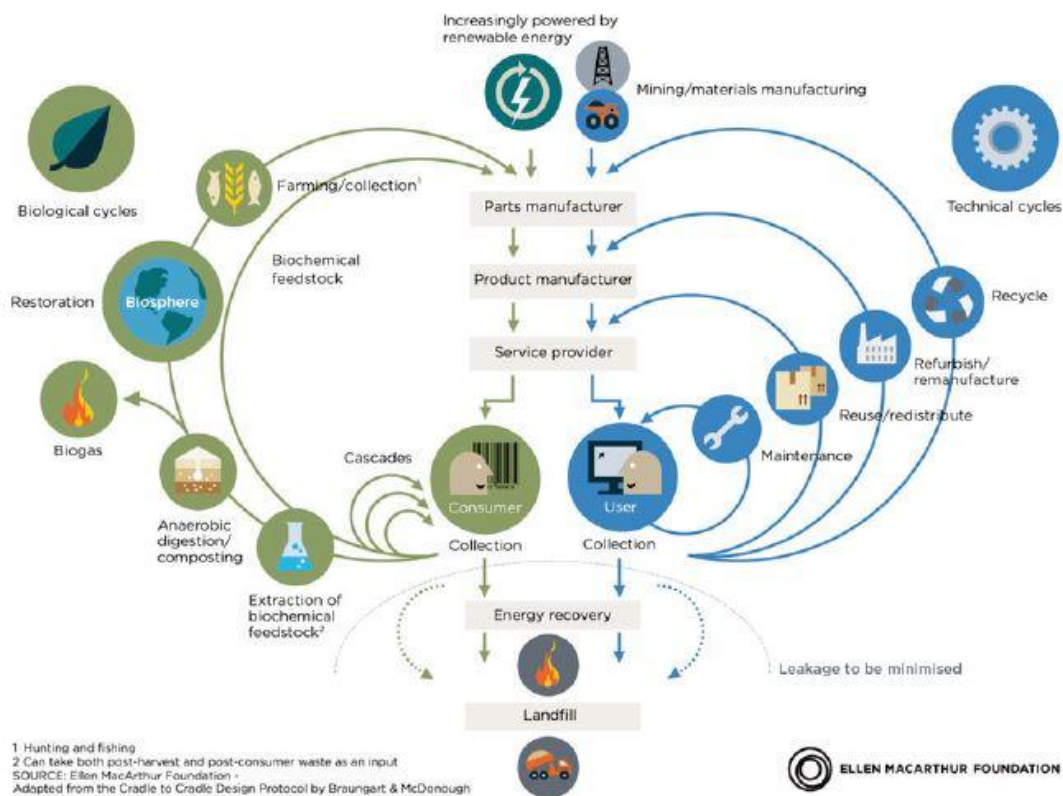 Increasingly powered by
renewable energy
Mining/materials manufacturing
Biological cycles
Farming/collection¹
Technical cycles
Parts manufacturer
Biochemical
feedstock
Product manufacturer
Restoration
Biosphere
Recycle
Service provider
Refurbish/
remanufacture
Biogas
Reuse/redistribute
Cascades
Maintenance
Consumer
User
Anaerobic
digestion/
composting
Collection
Collection
Extraction of
biochemical
feedstock²
Energy recovery
Leakage to be minimised
Landfill
1 Hunting and fishing
2 Can take both post-harvest and post-consumer waste as an input
SOURCE: Ellen MacArthur Foundation -
Adapted from the Cradle to Cradle Design Protocol by Braungart & McDonough
ELLEN MACARTHUR FOUNDATION